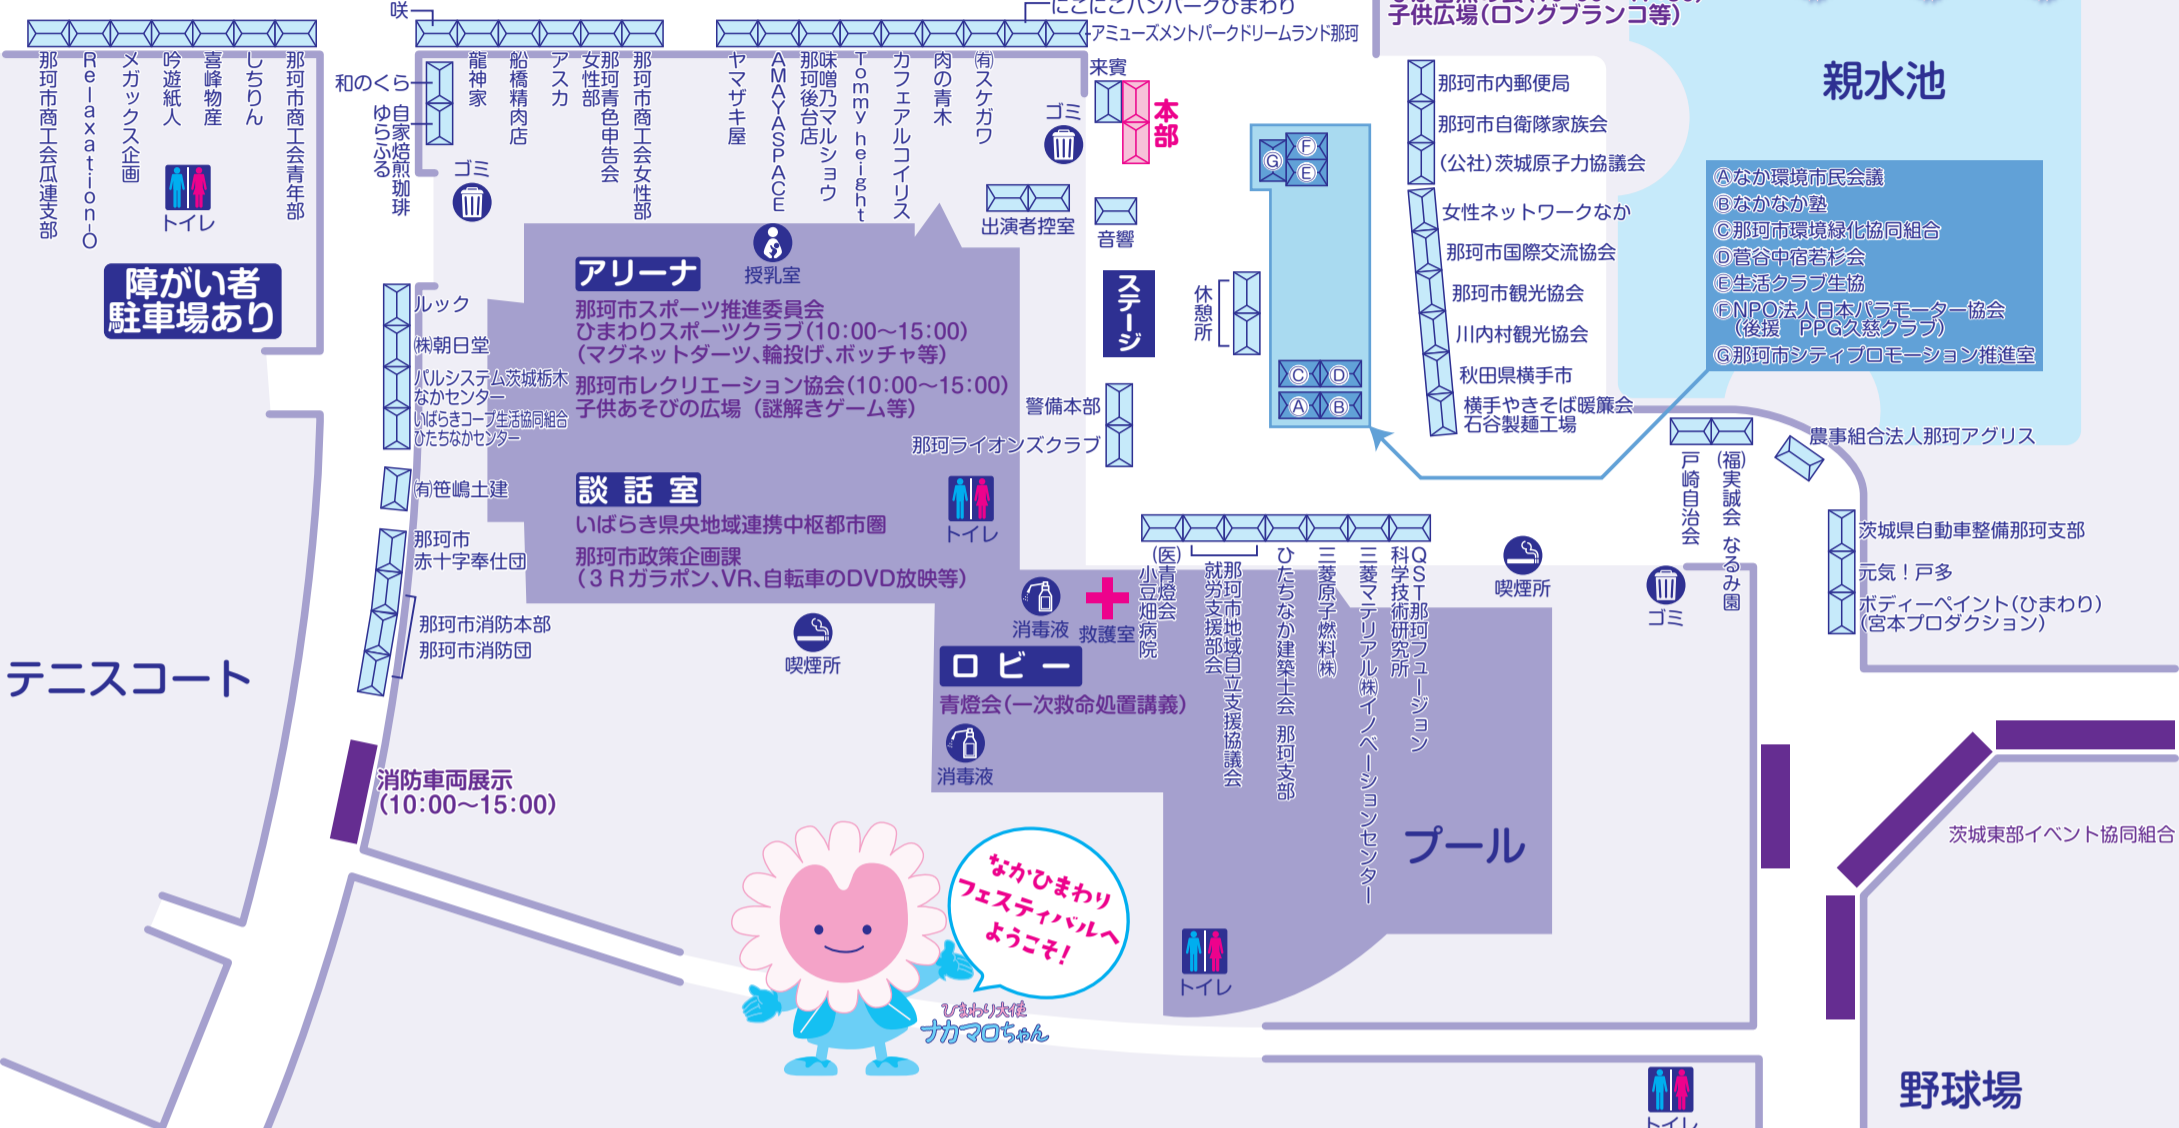 咲
にこにこハンバーグひまわり
アミューズメントパークドリームランド那珂
子供広場(ロングブランコ等)
那珂市商工会瓜連支部
Relaxation-O
メガックス企画
吟遊紙人
喜峰物産
しちりん
那珂市商工会青年部
トイレ
障がい者
駐車場あり
和のくら
自家焙煎珈琲
ゆらふる
ゴミ
龍神家
船橋精肉店
アスカ
那珂青色申告会
女性部
那珂市商工会女性部
ヤマザキ屋
AMAYASPACE
味噌乃マルショウ
那珂後台店
Tommy height
カフェアルコイリス
肉の青木
㈲スケガワ
ゴミ
来賓
本部
出演者控室
音響
ステージ
休憩所
警備本部
那珂ライオンズクラブ
ⒼⒻ
Ⓔ
ⒸⒹ
ⒶⒷ
那珂市内郵便局
那珂市自衛隊家族会
(公社)茨城原子力協議会
女性ネットワークなか
那珂市国際交流協会
那珂市観光協会
川内村観光協会
秋田県横手市
横手やきそば暖簾会
石谷製麺工場
親水池
Ⓐなか環境市民会議
Ⓑなかなか塾
Ⓒ那珂市環境緑化協同組合
Ⓓ菅谷中宿若杉会
Ⓔ生活クラブ生協
ⒻNPO法人日本パラモーター協会
(後援　PPG久慈クラブ)
Ⓖ那珂市シティプロモーション推進室
ルック
㈱朝日堂
パルシステム茨城栃木
なかセンター
いばらきコープ生活協同組合
ひたちなかセンター
㈲笹嶋土建
那珂市
赤十字奉仕団
那珂市消防本部
那珂市消防団
授乳室
アリーナ
那珂市スポーツ推進委員会
ひまわりスポーツクラブ(10:00～15:00)
(マグネットダーツ、輪投げ、ボッチャ等)
那珂市レクリエーション協会(10:00～15:00)
子供あそびの広場(謎解きゲーム等)
談話室
いばらき県央地域連携中枢都市圏
那珂市政策企画課
(3Rガラポン、VR、自転車のDVD放映等)
トイレ
喫煙所
消毒液
救護室
ロビー
青燈会(一次救命処置講義)
消毒液
(医)青燈会
小豆畑病院
那珂市地域自立支援協議会
就労支援部会
ひたちなか建築士会 那珂支部
三菱原子燃料㈱
三菱マテリアル㈱イノベーションセンター
QST那珂フュージョン
科学技術研究所
喫煙所
ゴミ
戸崎自治会
(福)実誠会 なるみ園
農事組合法人那珂アグリス
茨城県自動車整備那珂支部
元気！戸多
ボディーペイント(ひまわり)
(宮本プロダクション)
テニスコート
消防車両展示
(10:00～15:00)
なかひまわり
フェスティバルへ
ようこそ！
ひまわり大使
ナカマロちゃん
プール
トイレ
茨城東部イベント協同組合
野球場
トイレ